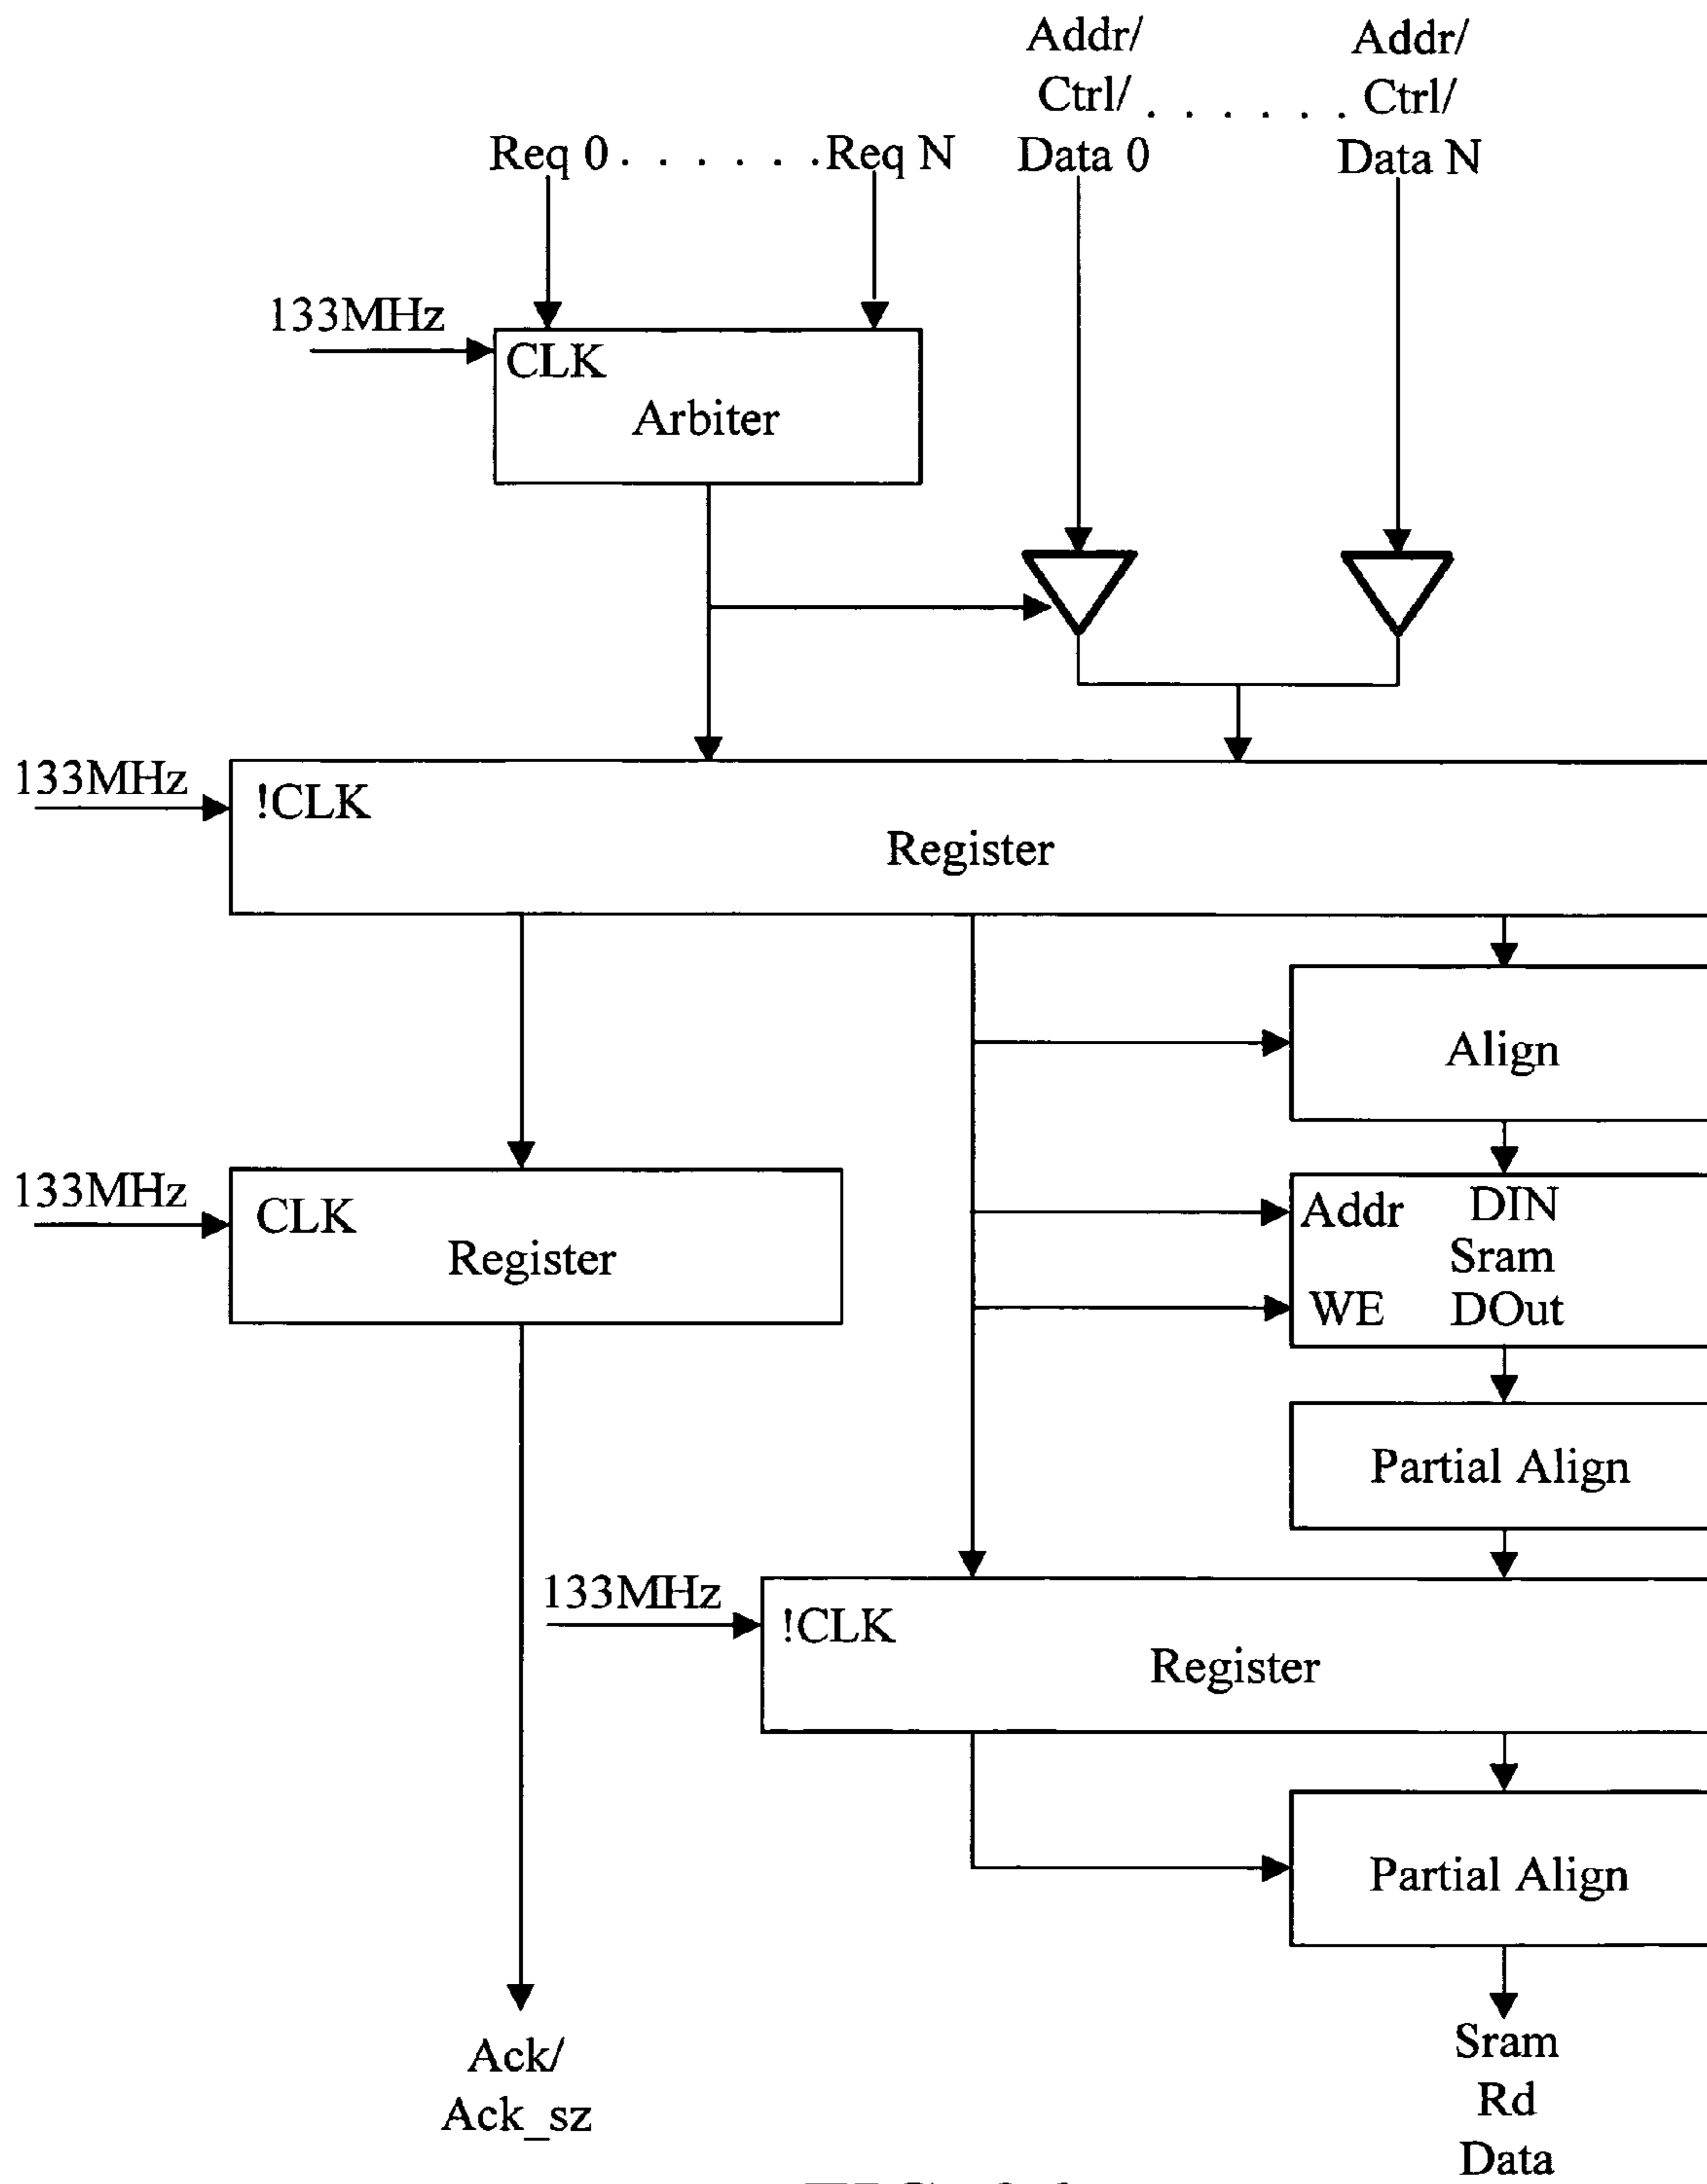 Addr/
Ctrl/
Data 0
. . . . . .
Addr/
Ctrl/
Data N
Req 0 . . . . . . Req N
133MHz
CLK
Arbiter
133MHz
!CLK
Register
Align
133MHz
CLK
Register
Addr DIN
Sram
WE DOut
Partial Align
133MHz
!CLK
Register
Partial Align
Ack/
Ack_sz
Sram
Rd
Data